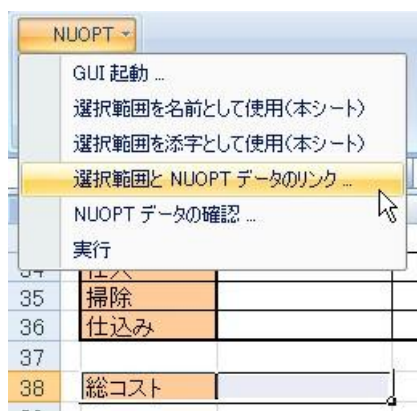 NUOPT
GUI 起動 ...
選択範囲を名前として使用(本シート)
選択範囲を添字として使用(本シート)
選択範囲と NUOPT データのリンク ...
NUOPT データの確認 ...
実行
35 掃除
36 仕込み
37
38 総コスト